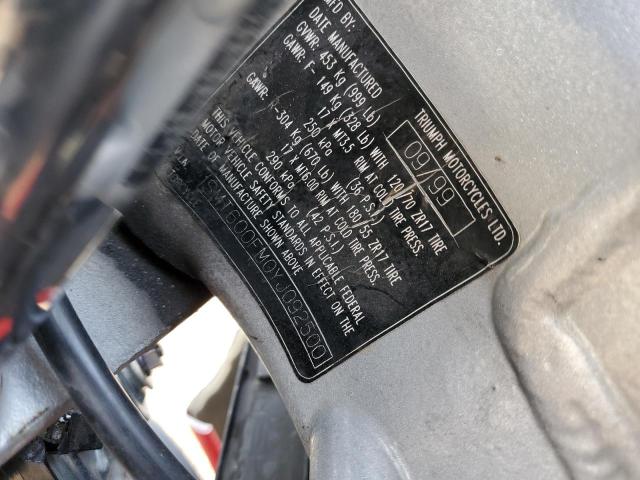 MFD BY: TRIUMPH MOTORCYCLES LTD.
DATE MANUFACTURED 09/99
GVWR: 453 Kg (999 Lb)
GAWR: F- 149 Kg (328 Lb) WITH 120/70 ZR17 TIRE
17 X MT3.5 RIM AT COLD TIRE PRESS.
250 kPa (36 P.S.I.)
GAWR: R-304 Kg (670 Lb) WITH 180/55 ZR17 TIRE
17 X MT6.00 RIM AT COLD TIRE PRESS.
290 kPa (42 P.S.I.)
THIS VEHICLE CONFORMS TO ALL APPLICABLE FEDERAL
MOTOR VEHICLE SAFETY STANDARDS IN EFFECT ON THE
DATE OF MANUFACTURE SHOWN ABOVE
SMT600FM0YJ092500